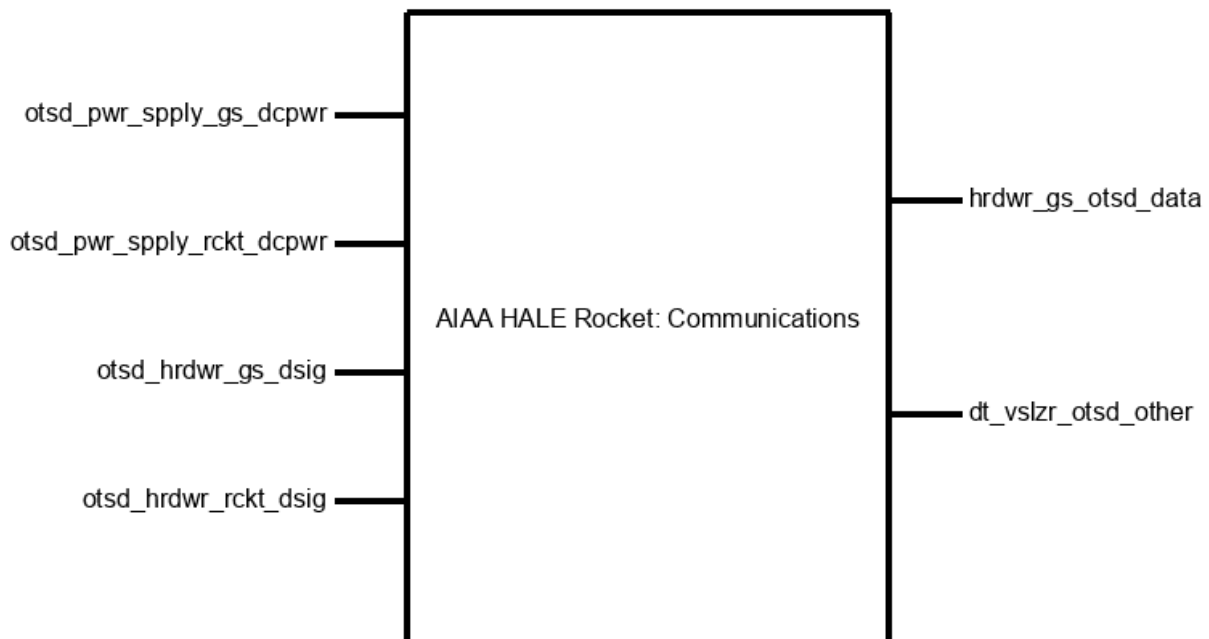 otsd_pwr_spply_gs_dcpwr
otsd_pwr_spply_rckt_dcpwr
otsd_hrdwr_gs_dsig
otsd_hrdwr_rckt_dsig
AIAA HALE Rocket: Communications
hrdwr_gs_otsd_data
dt_vslzr_otsd_other